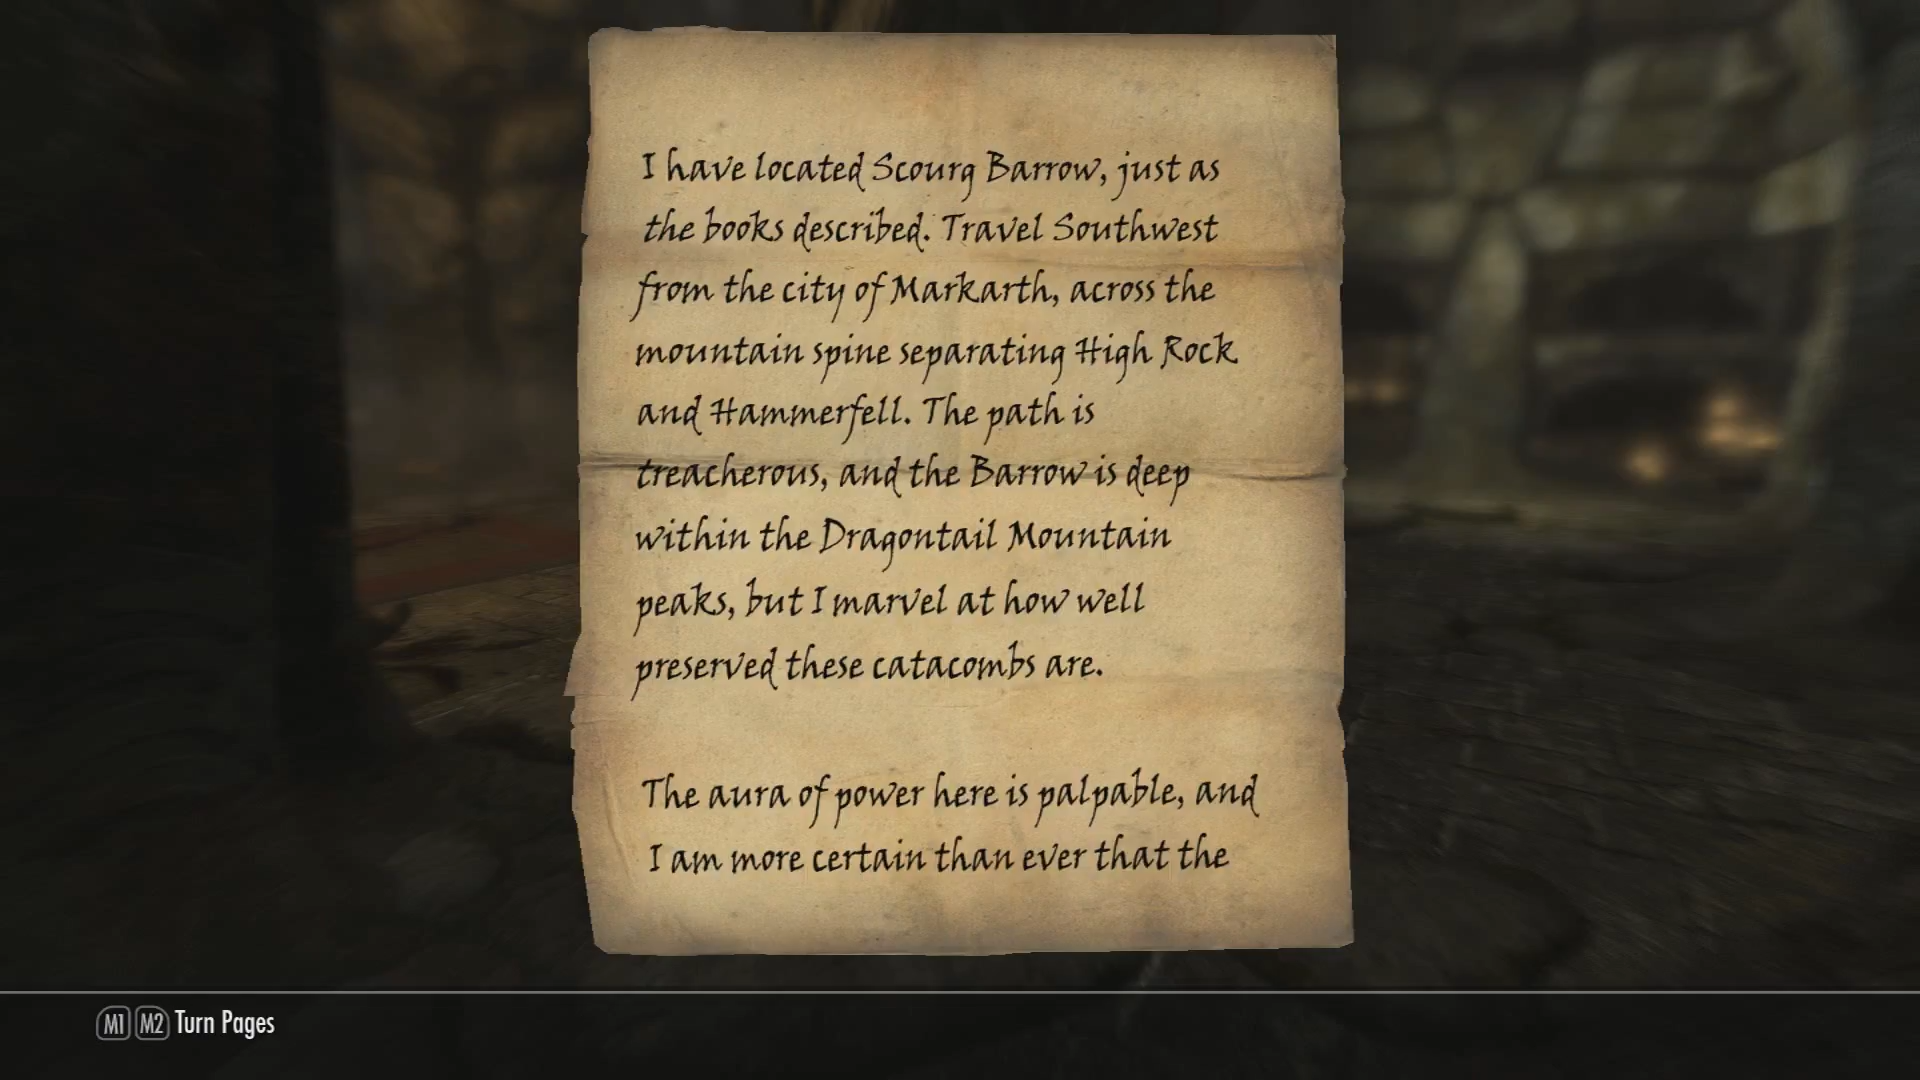 I have located Scourg Barrow, just as
the books described. Travel Southwest
from the city of Markarth, across the
mountain spine separating High Rock
and Hammerfell. The path is
treacherous, and the Barrow is deep
within the Dragontail Mountain
peaks, but I marvel at how well
preserved these catacombs are.
The aura of power here is palpable, and
I am more certain than ever that the
M1 M2 Turn Pages